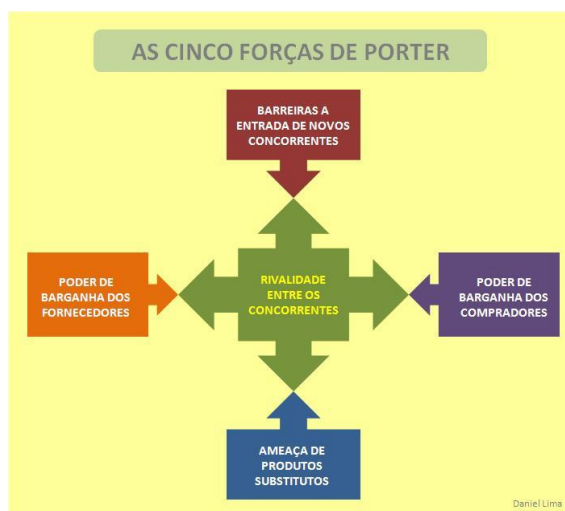 AS CINCO FORÇAS DE PORTER
BARREIRAS A
ENTRADA DE NOVOS
CONCORRENTES
PODER DE
BARGANHA DOS
FORNECEDORES
RIVALIDADE
ENTRE OS
CONCORRENTES
PODER DE
BARGANHA DOS
COMPRADORES
AMEAÇA DE
PRODUTOS
SUBSTITUTOS
Daniel Lima